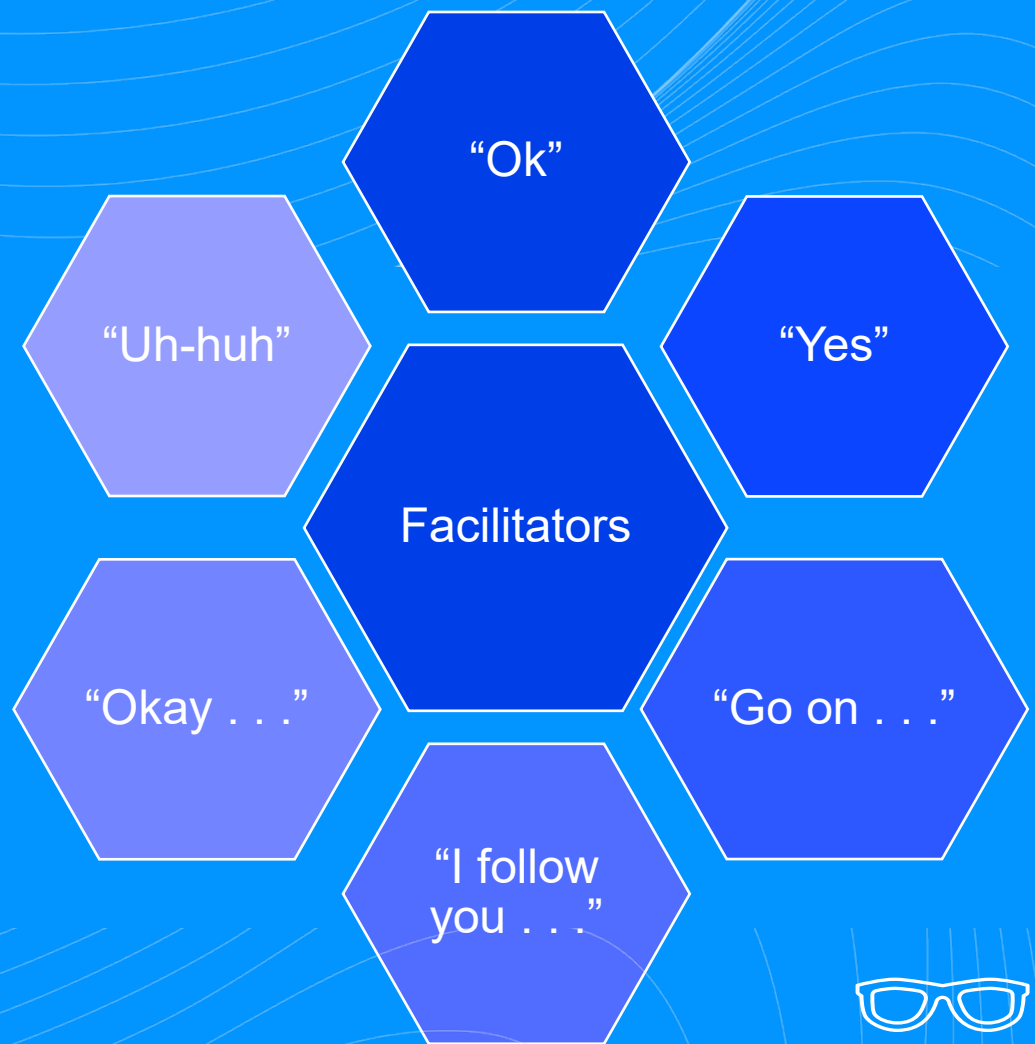 “Ok”
“Uh-huh”
“Yes”
Facilitators
“Okay . . .”
“Go on . . .”
“I follow
you . . .”